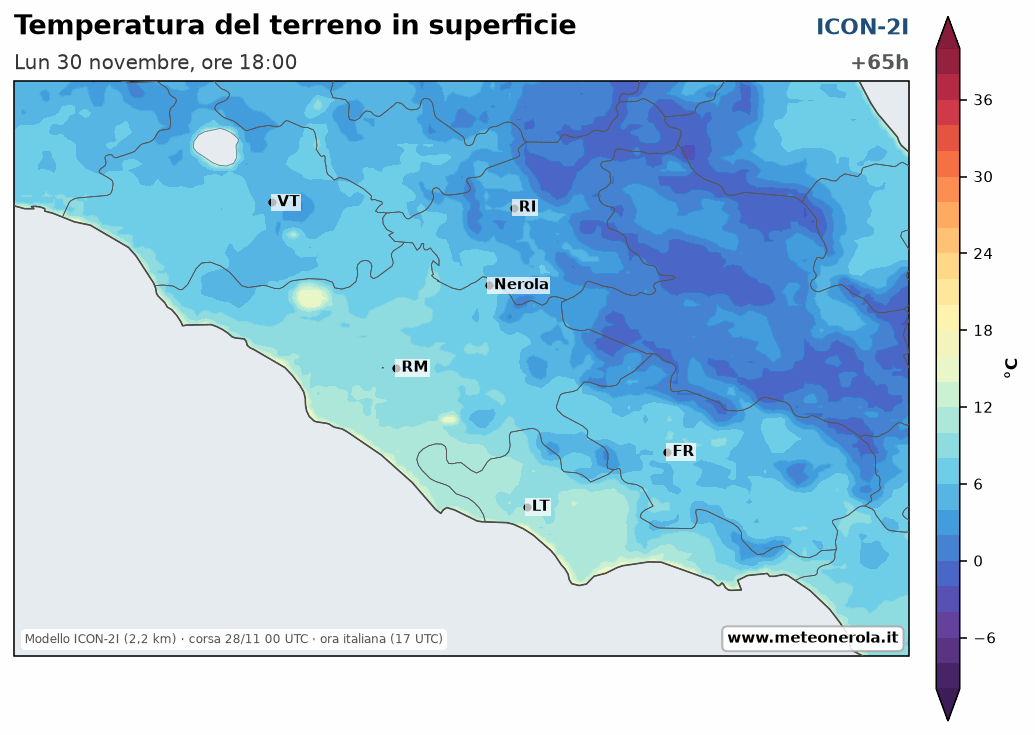 Temperatura del terreno in superficie
ICON-2I
Lun 30 novembre, ore 18:00
+65h
VT
RI
Nerola
RM
FR
LT
36
30
24
18
12
6
0
−6
°C
Modello ICON-2I (2,2 km) · corsa 28/11 00 UTC · ora italiana (17 UTC)
www.meteonerola.it